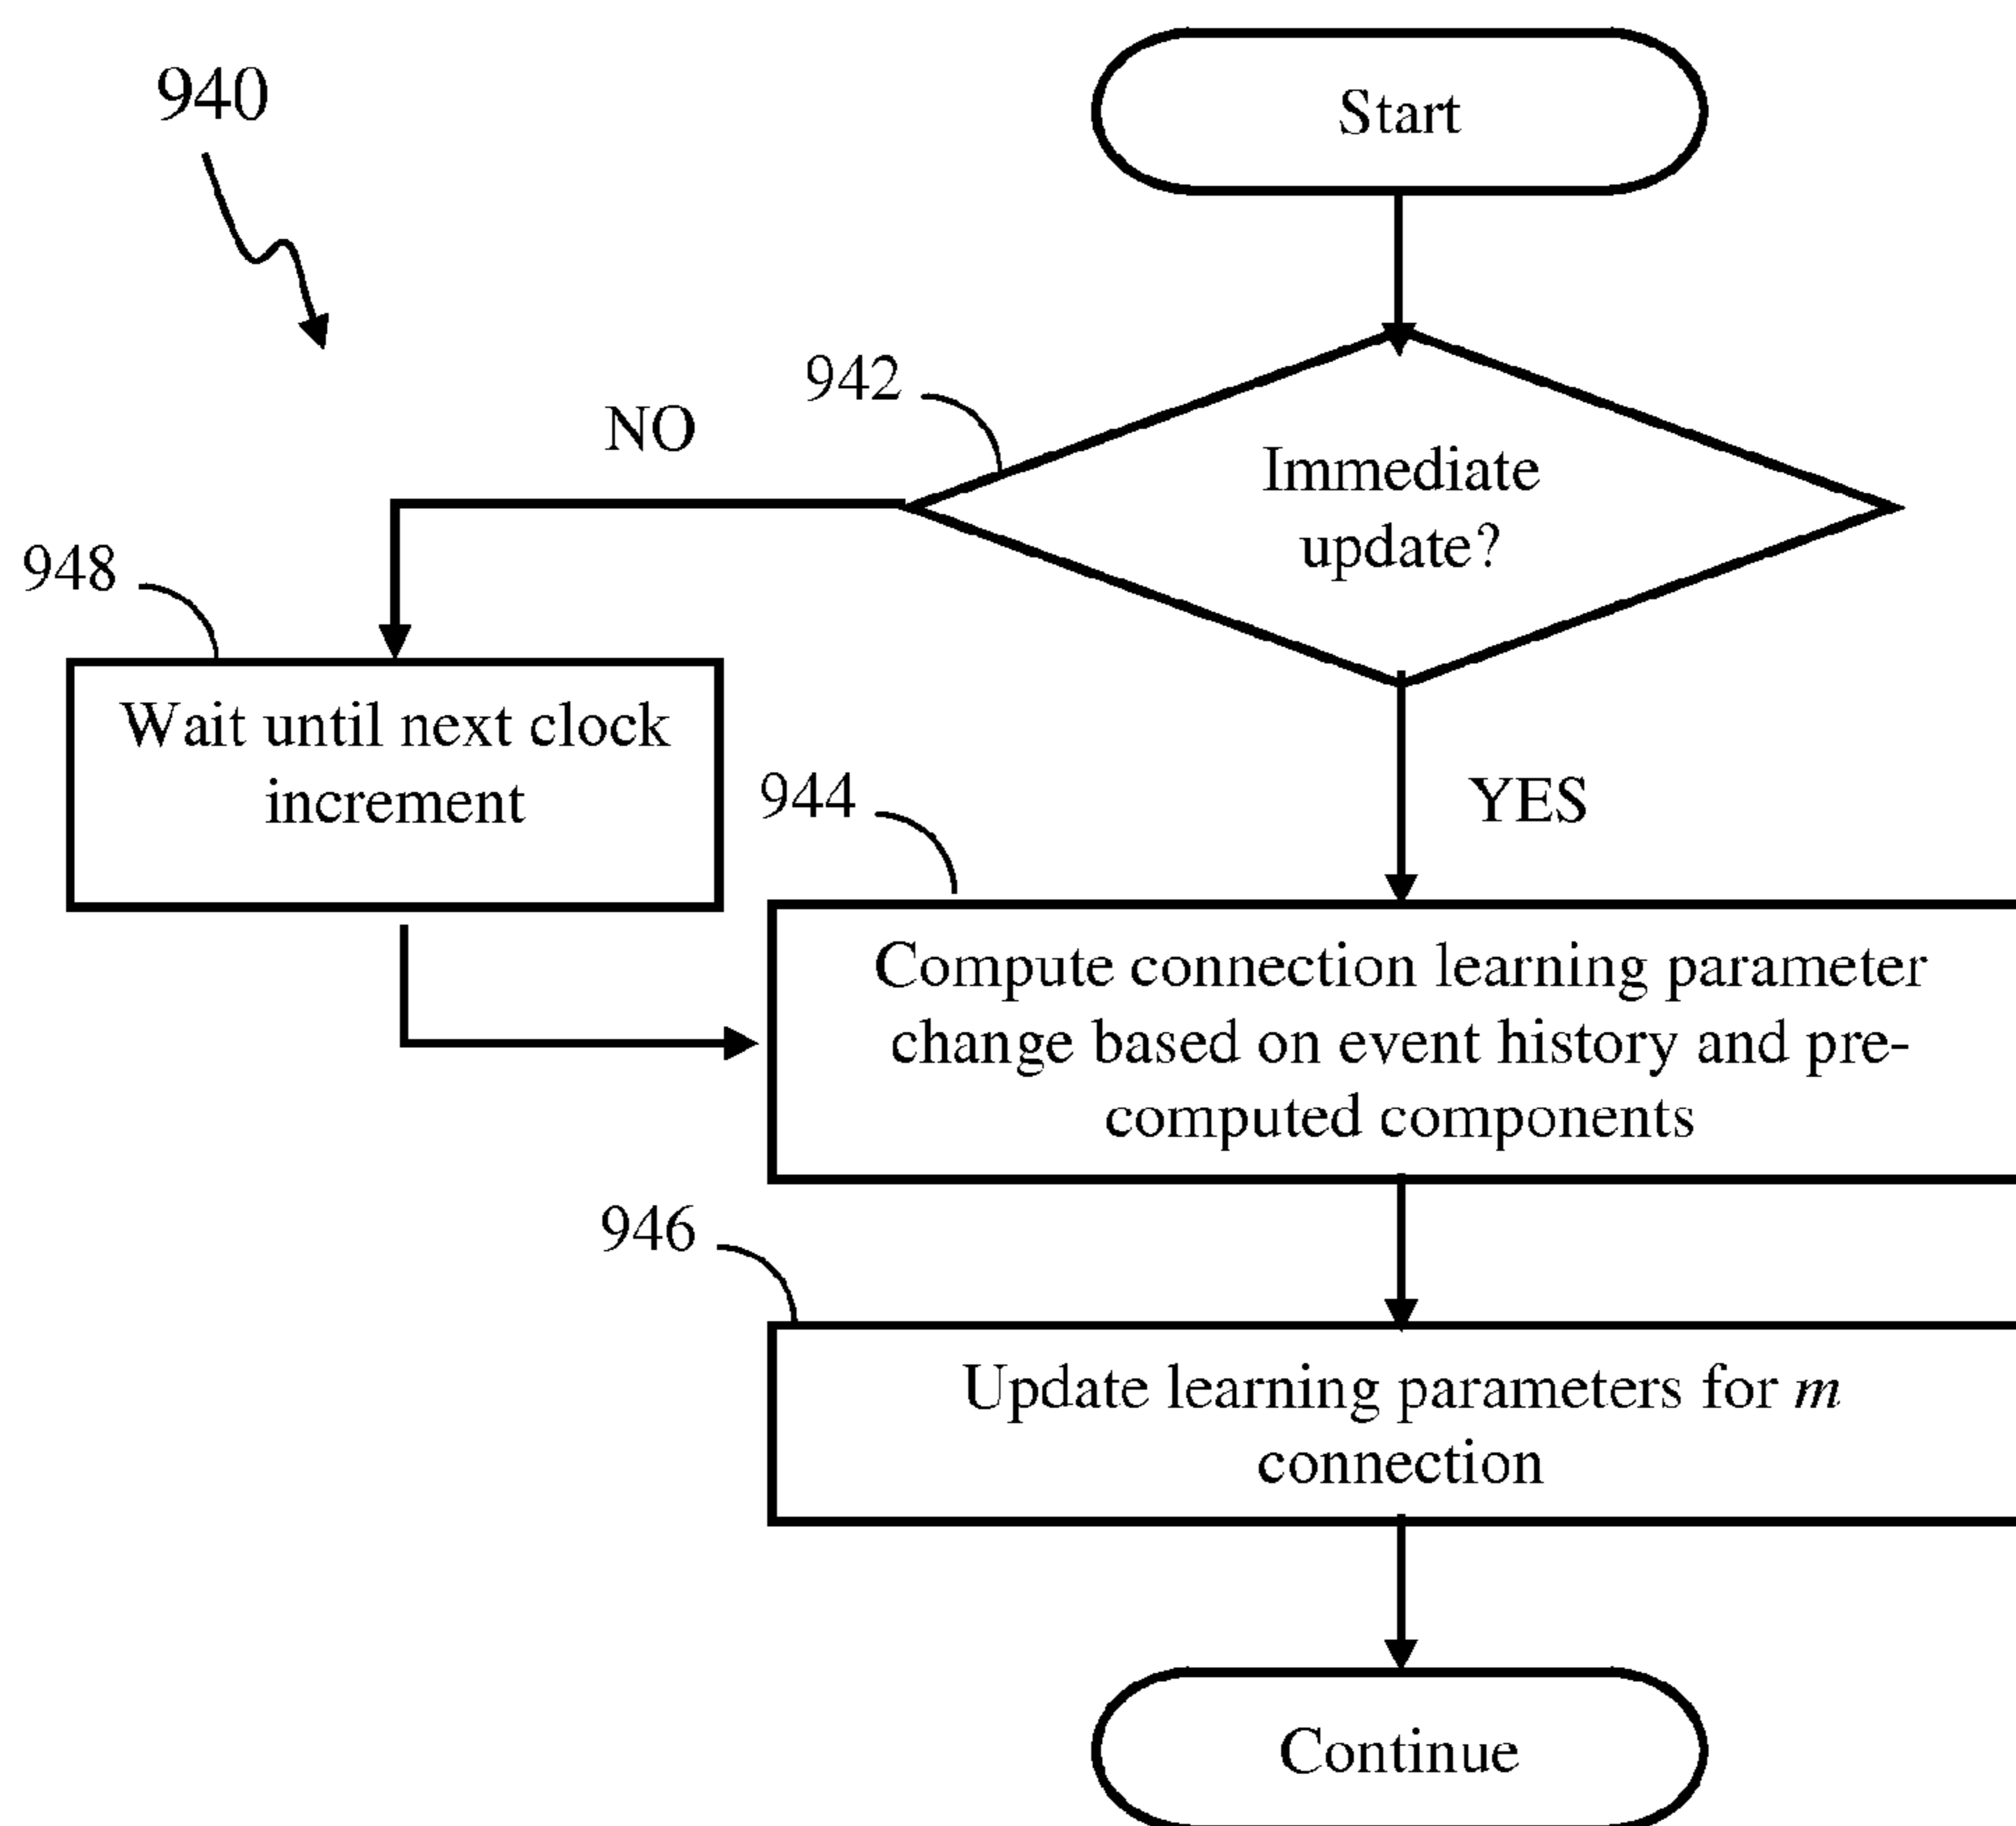 940
Start
942
NO
Immediate
update?
948
Wait until next clock
increment
944
YES
Compute connection learning parameter
change based on event history and pre-
computed components
946
Update learning parameters for m
connection
Continue